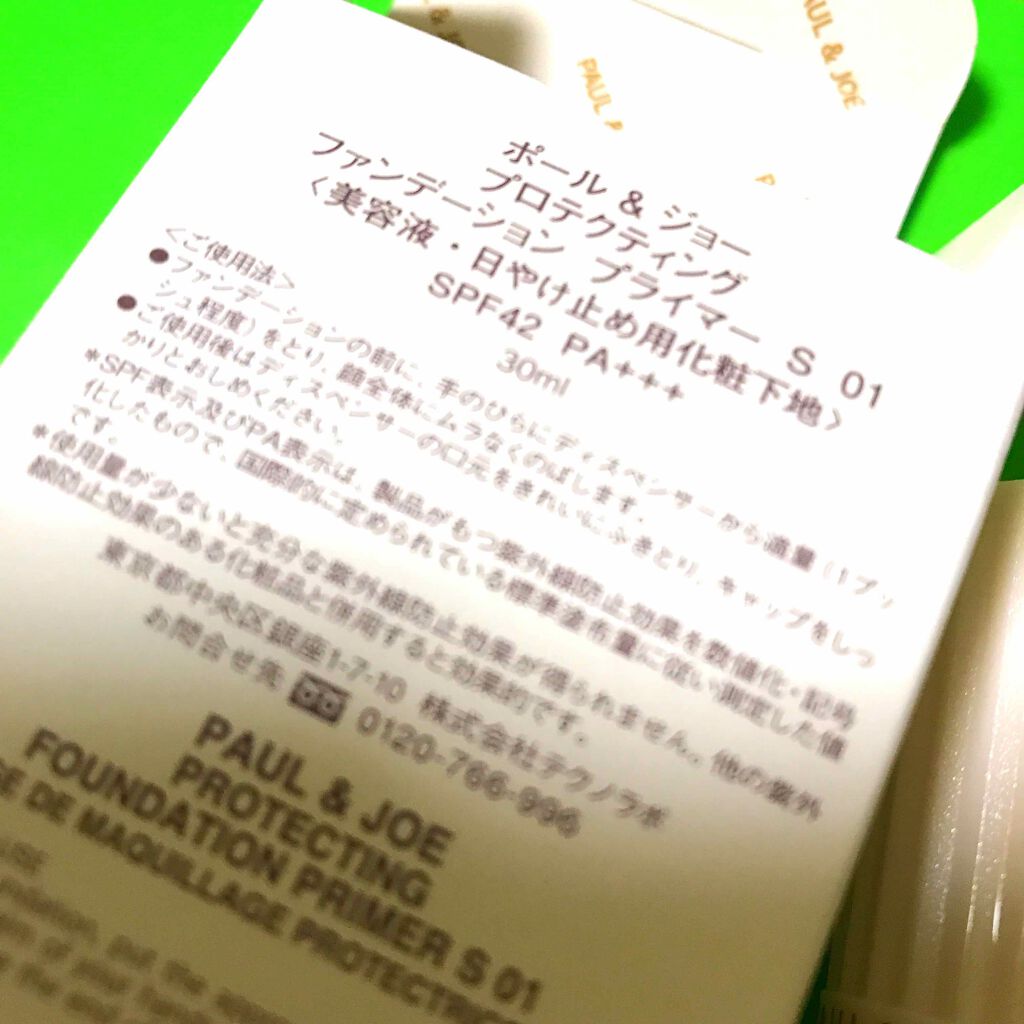 PAUL & JOE
PAUL &
ポール & ジョー
プロテクティング
ファンデーション プライマー S 01
〈美容液・日やけ止め用化粧下地〉
SPF42 PA+++
30ml
〈ご使用法〉
●ファンデーションの前に、手のひらにディスペンサーから適量(1プッ
シュ程度)をとり、顔全体にムラなくのばします。
●ご使用後はディスペンサーの口元をきれいにふきとり、キャップをしっ
かりとおしめください。
*SPF表示及びPA表示は、製品がもつ紫外線防止効果を数値化・記号
化したもので、国際的に定められている標準塗布量に従い測定した値
です。
*使用量が少ないと充分な紫外線防止効果が得られません。他の紫外
線防止効果のある化粧品と併用すると効果的です。
東京都中央区銀座1-7-10 株式会社テクノラボ
お問合せ先 0120-766-996
PAUL & JOE
PROTECTING
FOUNDATION PRIMER S 01
DE MAQUILLAGE
put the
of your
the end